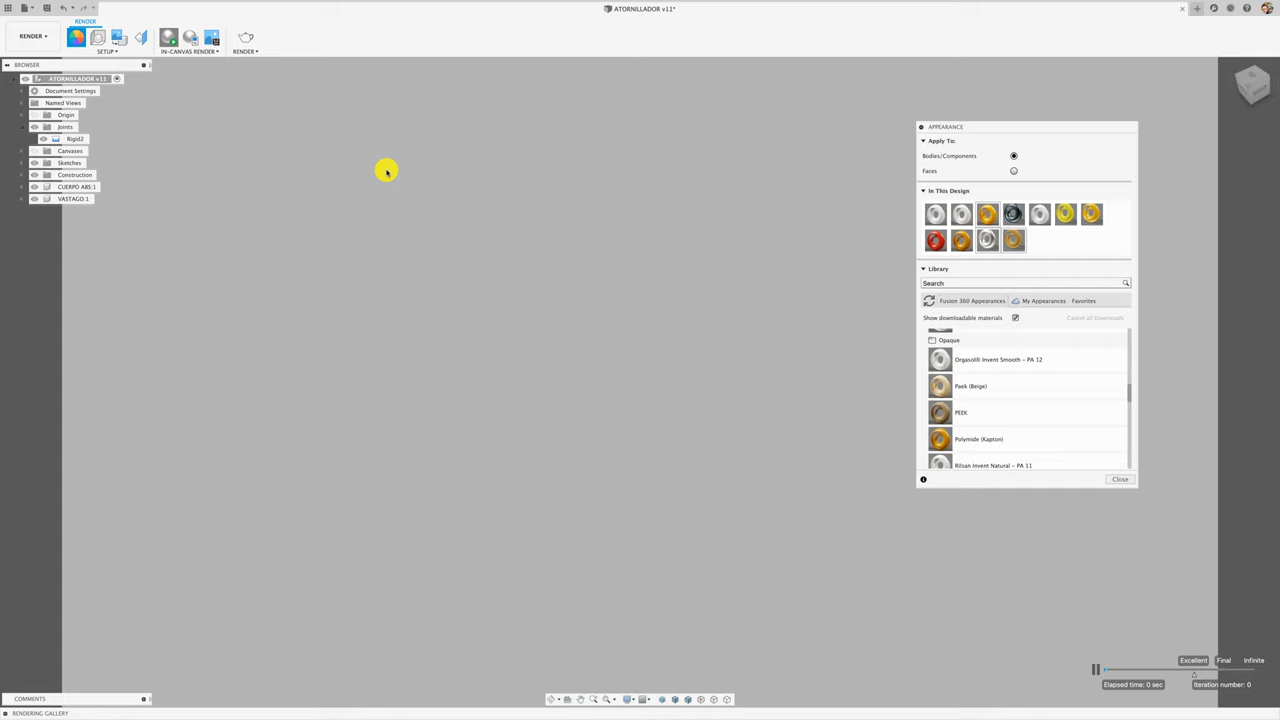 ATORNILLADOR v11*
RENDER
RENDER
SETUP
IN-CANVAS RENDER
RENDER
BROWSER
ATORNILLADOR v11
Document Settings
Named Views
Origin
Joints
Rigid2
Canvases
Sketches
Construction
CUERPO ABS:1
VASTAGO:1
APPEARANCE
Apply To:
Bodies/Components
Faces
In This Design
Library
Search
Fusion 360 Appearances
My Appearances
Favorites
Show downloadable materials
Cancel all Downloads
Opaque
Orgasol® Invent Smooth - PA 12
Paek (Beige)
PEEK
Polymide (Kapton)
Rilsan Invent Natural - PA 11
Close
Excellent Final Infinite
Elapsed time: 0 sec
Iteration number: 0
COMMENTS
RENDERING GALLERY